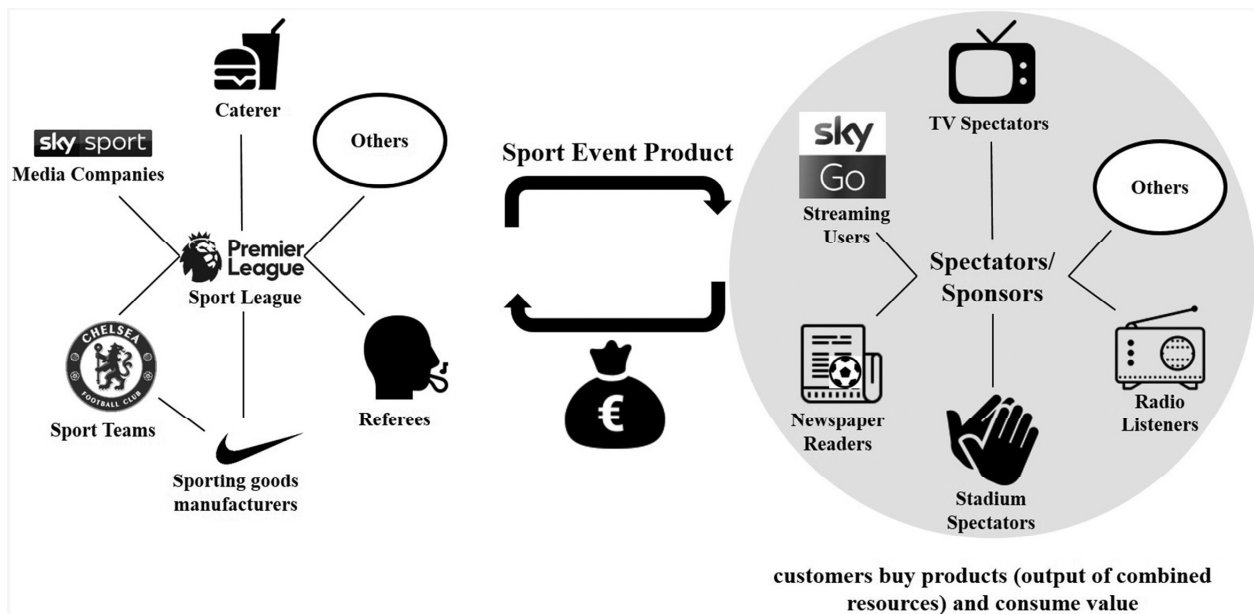 Caterer
sky sport
Media Companies
Others
Premier
League
Sport League
CHELSEA
FOOTBALL CLUB
Sport Teams
Referees
Sporting goods
manufacturers
Sport Event Product
€
TV Spectators
sky
Go
Streaming
Users
Others
Spectators/
Sponsors
Newspaper
Readers
Radio
Listeners
Stadium
Spectators
customers buy products (output of combined
resources) and consume value